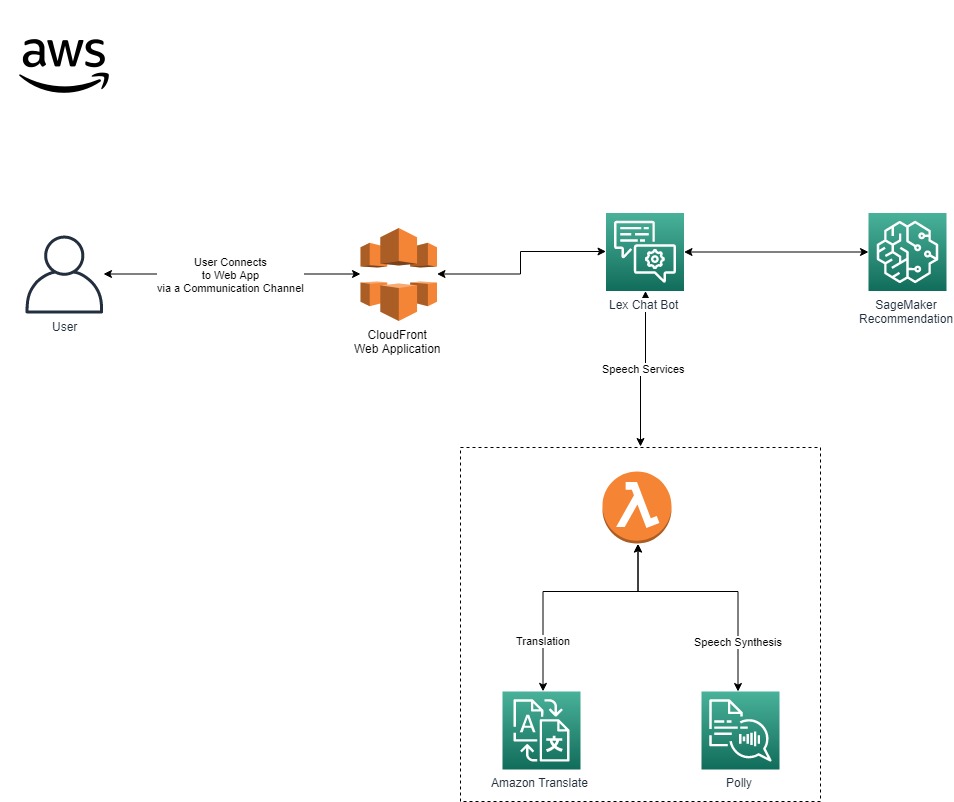 aws
User Connects
to Web App
via a Communication Channel
User
CloudFront
Web Application
Lex Chat Bot
SageMaker
Recommendation
Speech Services
λ
Translation
Speech Synthesis
A
文
Amazon Translate
Polly